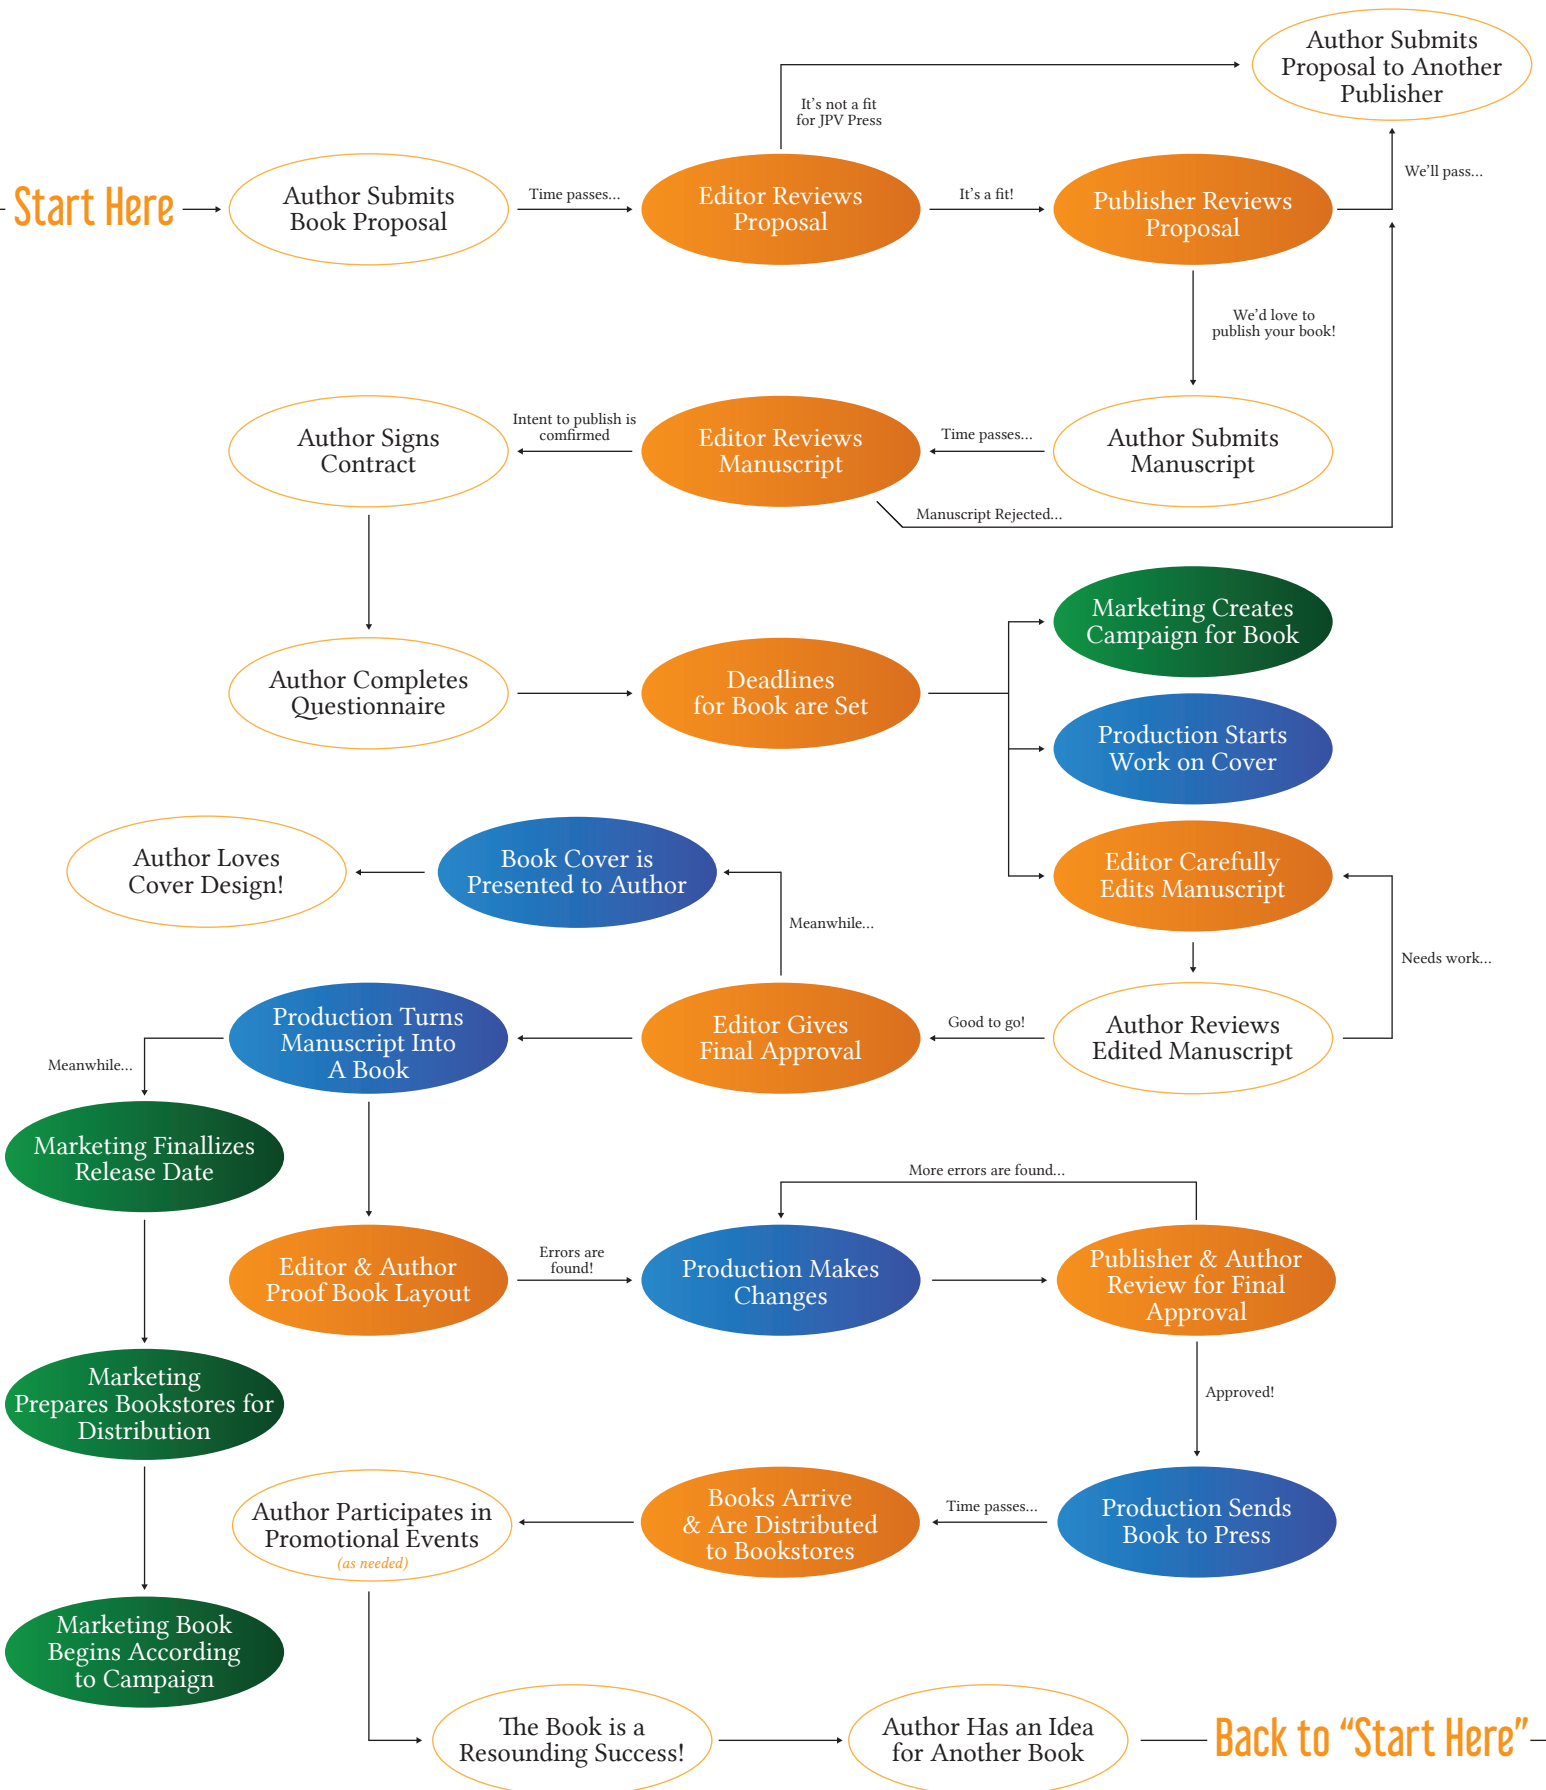 Author Submits
Proposal to Another
Publisher
It's not a fit
for JPV Press
Start Here
Author Submits
Book Proposal
Time passes...
Editor Reviews
Proposal
It's a fit!
Publisher Reviews
Proposal
We'll pass...
We'd love to
publish your book!
Author Signs
Contract
Intent to publish is
comfirmed
Editor Reviews
Manuscript
Time passes...
Author Submits
Manuscript
Manuscript Rejected...
Marketing Creates
Campaign for Book
Author Completes
Questionnaire
Deadlines
for Book are Set
Production Starts
Work on Cover
Author Loves
Cover Design!
Book Cover is
Presented to Author
Editor Carefully
Edits Manuscript
Meanwhile...
Needs work...
Production Turns
Manuscript Into
A Book
Editor Gives
Final Approval
Good to go!
Author Reviews
Edited Manuscript
Meanwhile...
Marketing Finallizes
Release Date
More errors are found...
Editor & Author
Proof Book Layout
Errors are
found!
Production Makes
Changes
Publisher & Author
Review for Final
Approval
Marketing
Prepares Bookstores for
Distribution
Approved!
Author Participates in
Promotional Events
(as needed)
Books Arrive
& Are Distributed
to Bookstores
Time passes...
Production Sends
Book to Press
Marketing Book
Begins According
to Campaign
The Book is a
Resounding Success!
Author Has an Idea
for Another Book
Back to “Start Here”